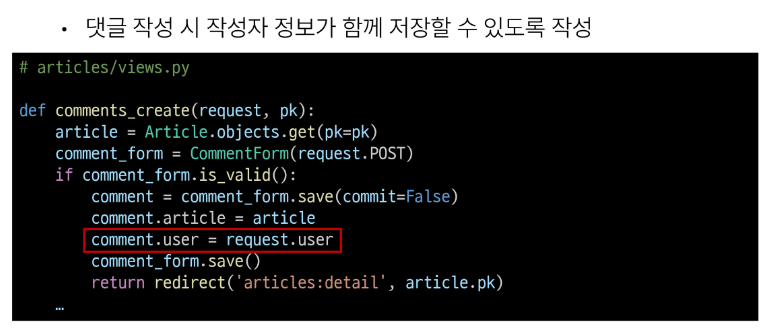 • 댓글 작성 시 작성자 정보가 함께 저장할 수 있도록 작성
# articles/views.py
def comments_create(request, pk):
    article = Article.objects.get(pk=pk)
    comment_form = CommentForm(request.POST)
    if comment_form.is_valid():
        comment = comment_form.save(commit=False)
        comment.article = article
        comment.user = request.user
        comment_form.save()
        return redirect('articles:detail', article.pk)
    …